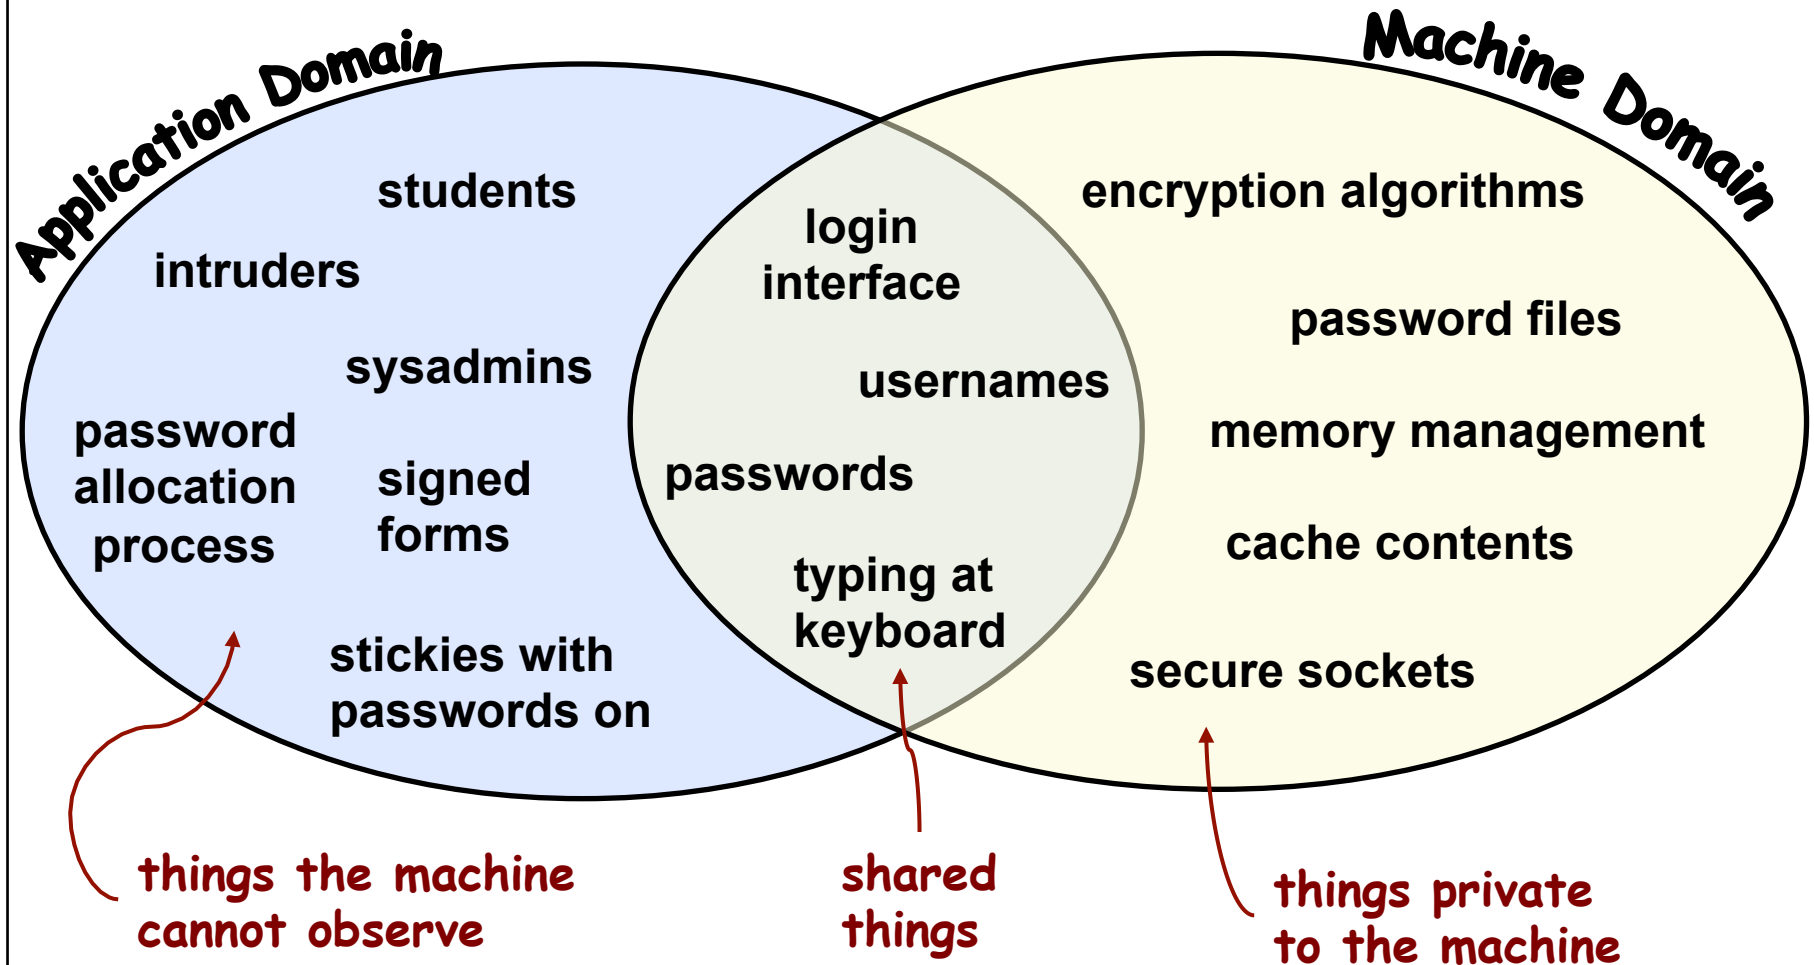 Application Domain
Machine Domain
students
intruders
sysadmins
password
allocation
process
signed
forms
stickies with
passwords on
login
interface
usernames
passwords
typing at
keyboard
encryption algorithms
password files
memory management
cache contents
secure sockets
things the machine
cannot observe
shared
things
things private
to the machine